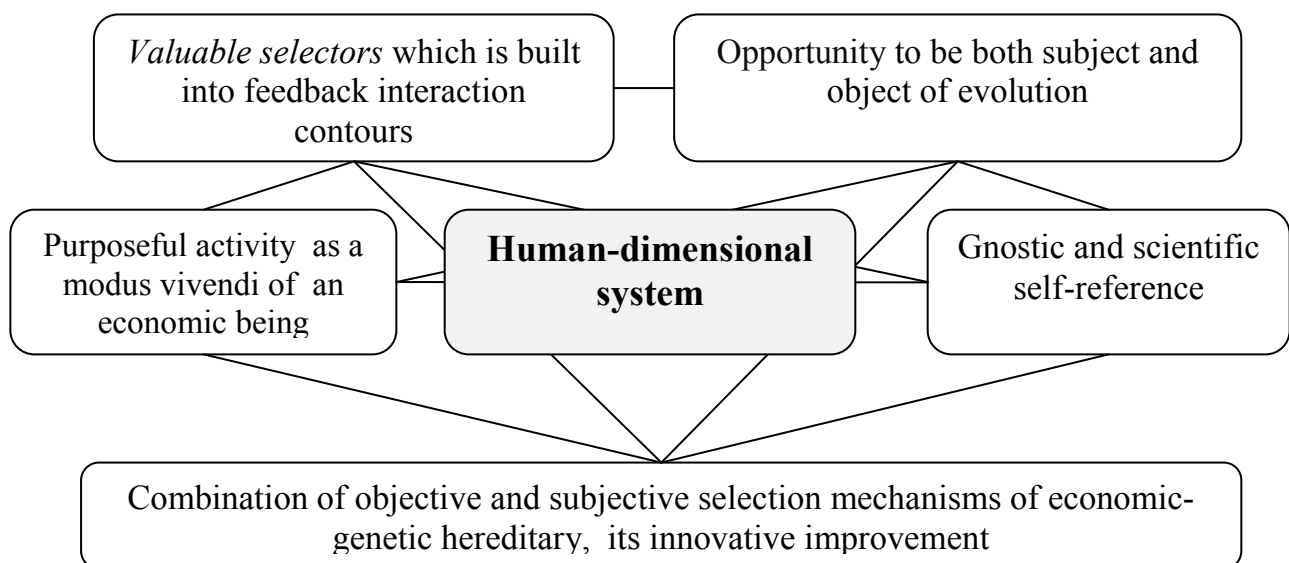 Valuable selectors which is built
into feedback interaction
contours
Opportunity to be both subject and
object of evolution
Purposeful activity as a
modus vivendi of an
economic being
Human-dimensional
system
Gnostic and scientific
self-reference
Combination of objective and subjective selection mechanisms of economic-
genetic hereditary, its innovative improvement